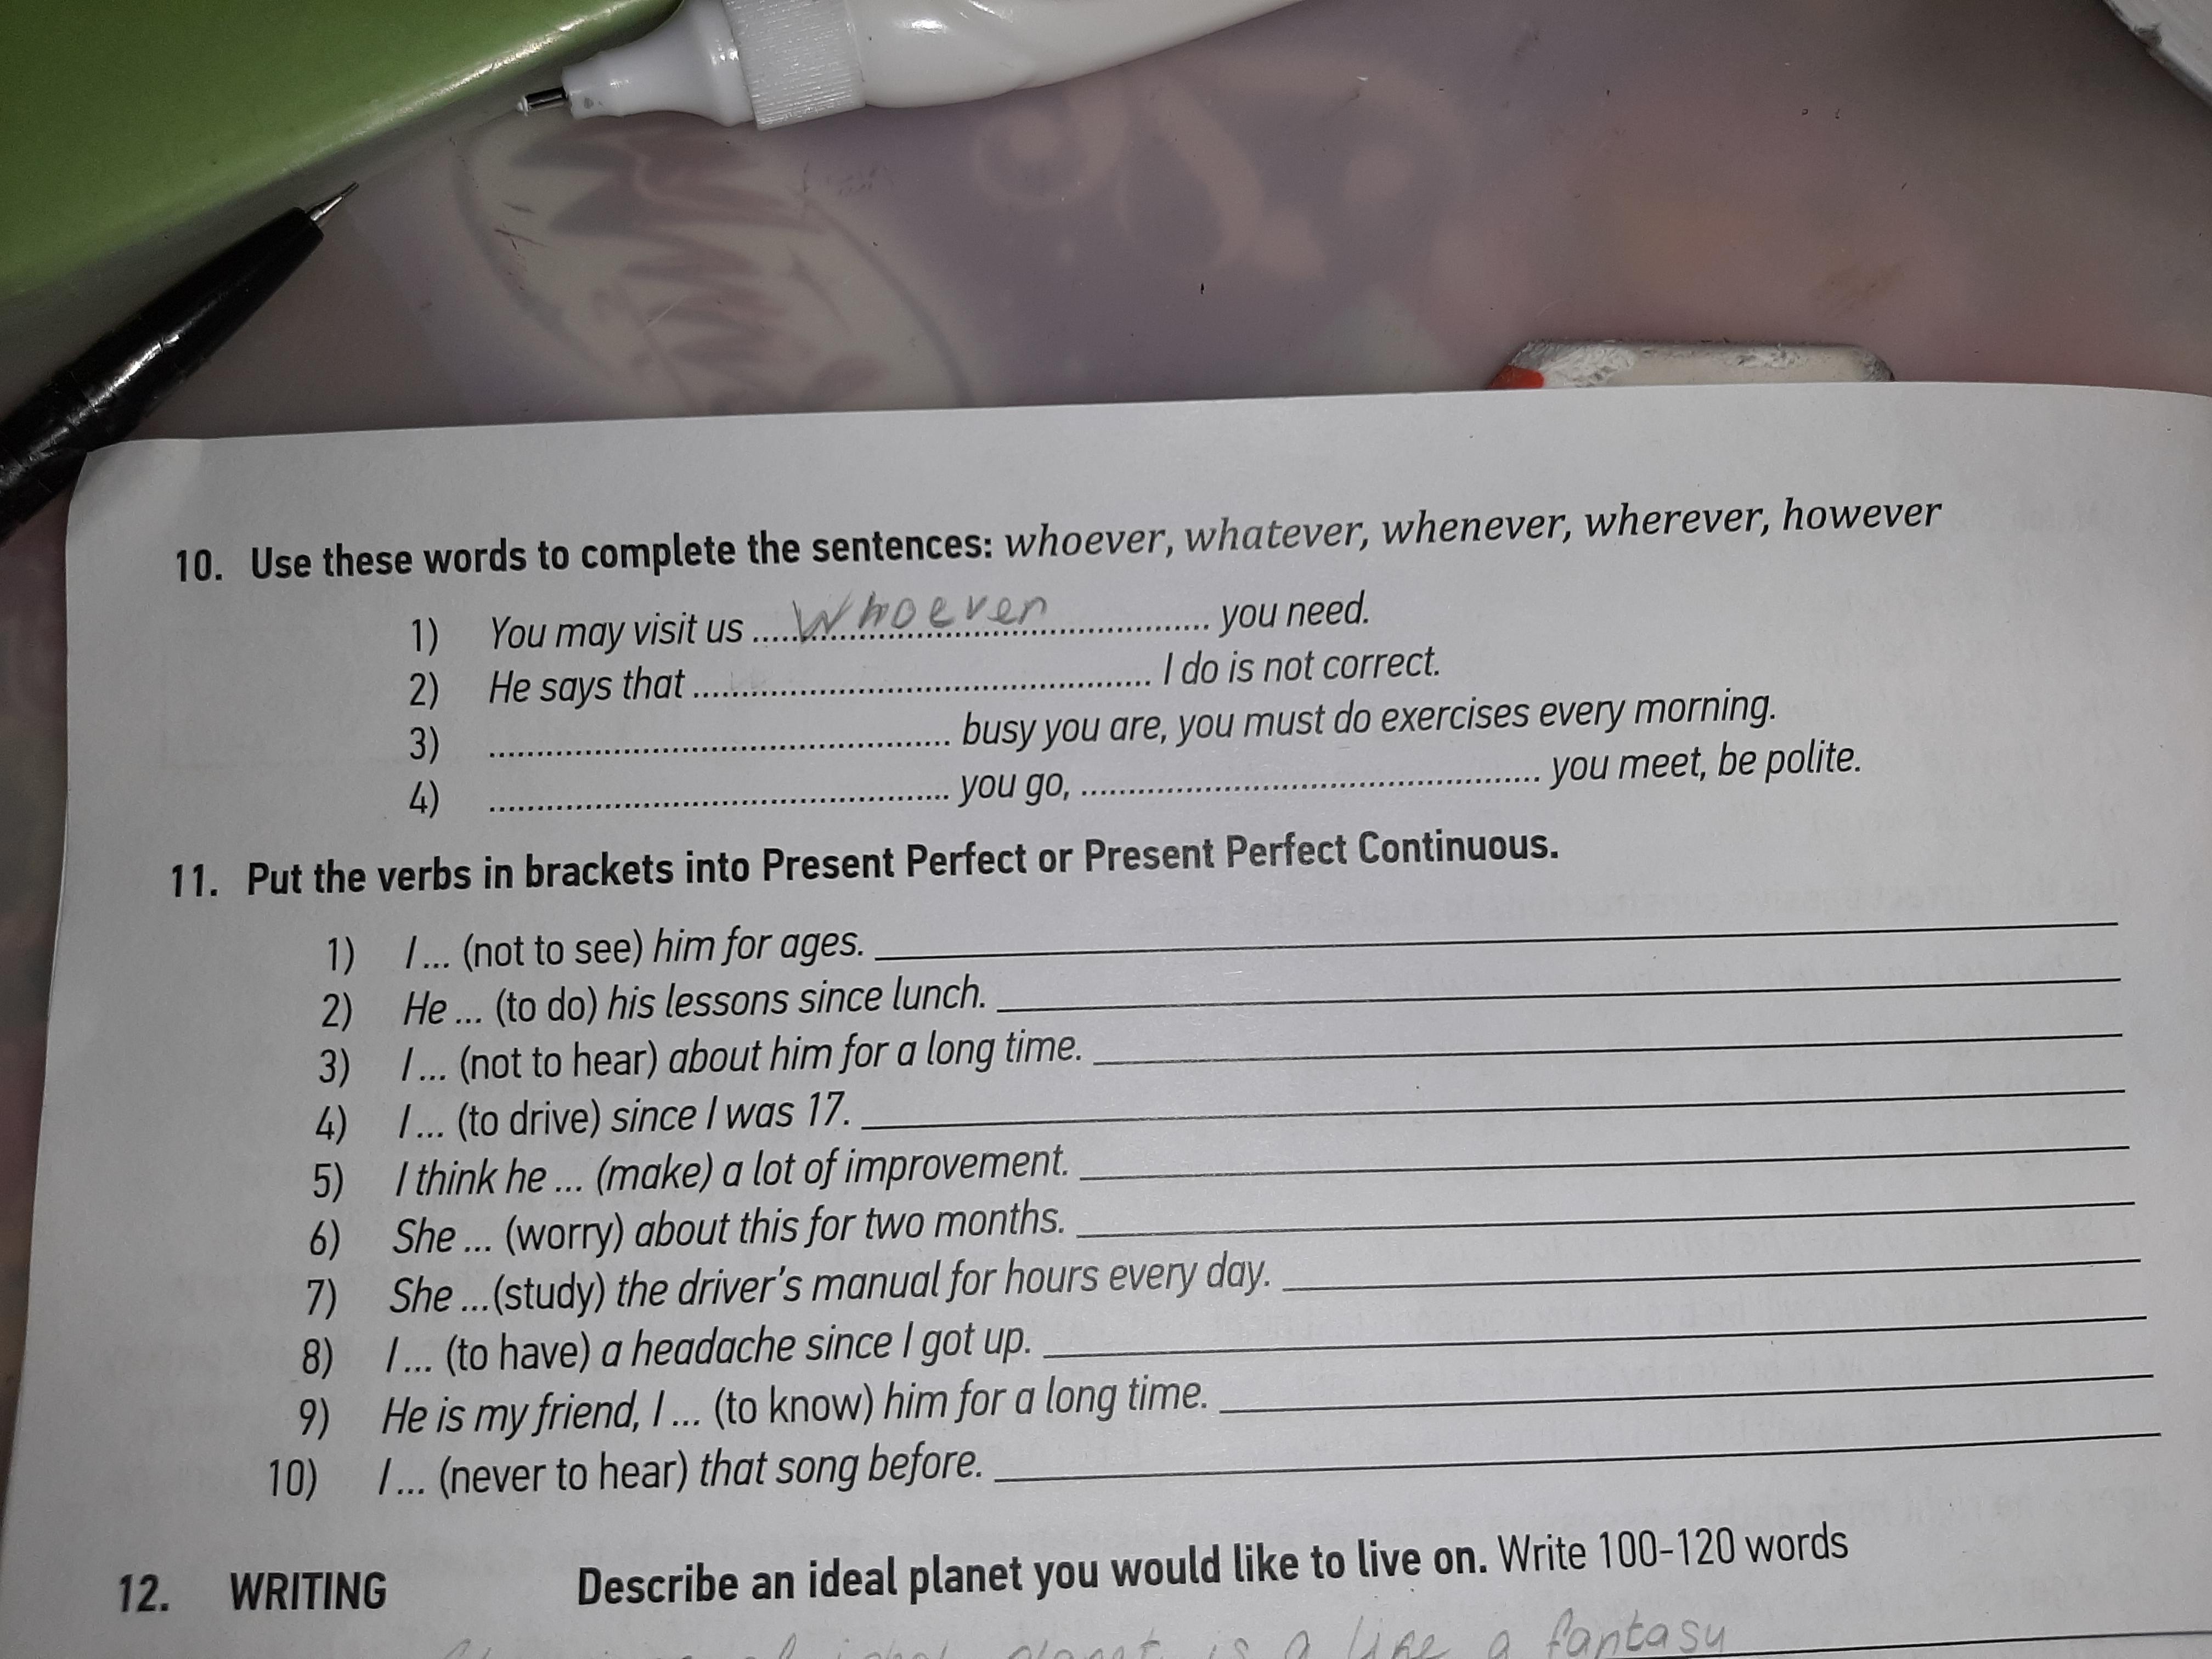 10. Use these words to complete the sentences: whoever, whatever, whenever, wherever, however
1) You may visit us ..... Whoever ..... you need.
2) He says that ..... I do is not correct.
3) ..... busy you are, you must do exercises every morning.
4) ..... you go, ..... you meet, be polite.
11. Put the verbs in brackets into Present Perfect or Present Perfect Continuous.
1) I ... (not to see) him for ages.
2) He ... (to do) his lessons since lunch.
3) I ... (not to hear) about him for a long time.
4) I ... (to drive) since I was 17.
5) I think he ... (make) a lot of improvement.
6) She ... (worry) about this for two months.
7) She ...(study) the driver's manual for hours every day.
8) I ... (to have) a headache since I got up.
9) He is my friend, I ... (to know) him for a long time.
10) I ... (never to hear) that song before.
12. WRITING Describe an ideal planet you would like to live on. Write 100-120 words
planet is a like a fantasy